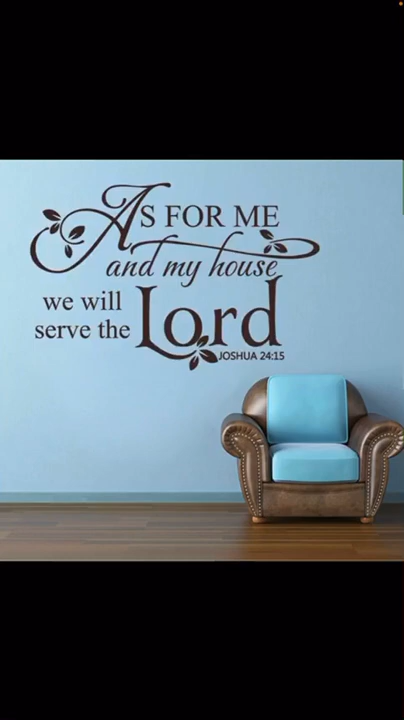 As FOR ME
and my house
we will
serve the Lord
JOSHUA 24:15